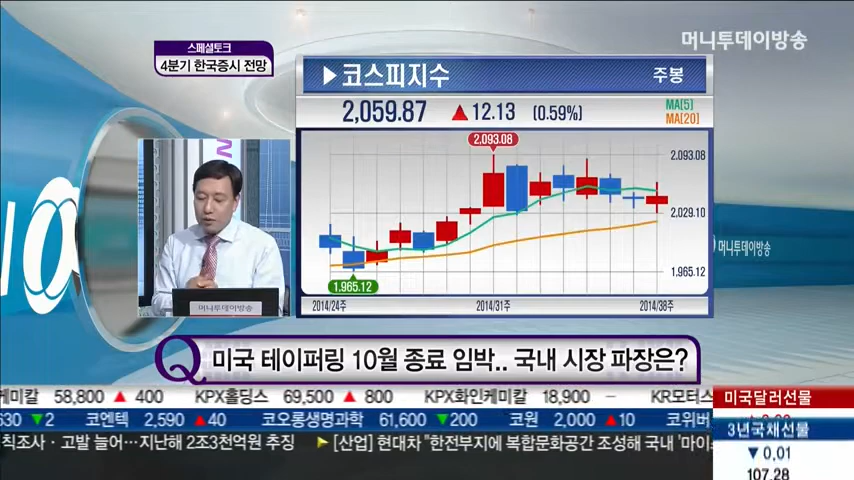 스페셜토크
4분기 한국증시 전망
머니투데이방송
▶코스피지수
주봉
2,059.87 ▲ 12.13 (0.59%)
MA[5]
MA[20]
2,093.08
2,093.08
2,029.10
1,965.12
1,965.12
2014/24주
2014/31주
2014/38주
머니투데이방송
머니투데이방송
Q 미국 테이퍼링 10월 종료 임박.. 국내 시장 파장은?
케미칼 58,800 ▲ 400 KPX홀딩스 69,500 ▲ 800 KPX화인케미칼 18,900 – KR모터스
630 ▼2 코엔텍 2,590 ▲40 코오롱생명과학 61,600 ▼200 코원 2,000 ▲10 코위버
칙조사·고발 늘어…지난해 2조3천억원 추징 ▶[산업] 현대차 "한전부지에 복합문화공간 조성해 국내 '마이스
미국달러선물
3년국채선물
▼0,01
107.28